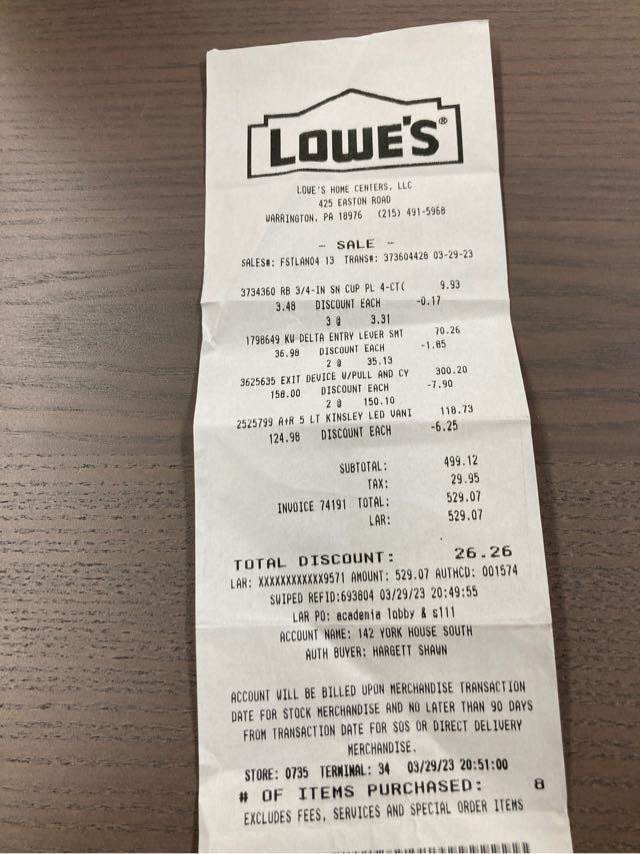 LOWE'S®
LOWE'S HOME CENTERS, LLC
425 EASTON ROAD
WARRINGTON, PA 18976 (215) 491-5968
- SALE -
SALES#: FSTLAN04 13 TRANS#: 373604428 03-29-23
3734360 RB 3/4-IN SN CUP PL 4-CT( 9.93
3.48 DISCOUNT EACH -0.17
3 @ 3.31
1798649 KW DELTA ENTRY LEVER SMT 70.26
36.98 DISCOUNT EACH -1.85
2 @ 35.13
3625635 EXIT DEVICE W/PULL AND CY 300.20
158.00 DISCOUNT EACH -7.90
2 @ 150.10
2525799 A+R 5 LT KINSLEY LED VANI 118.73
124.98 DISCOUNT EACH -6.25
SUBTOTAL: 499.12
TAX: 29.95
INVOICE 74191 TOTAL: 529.07
LAR: 529.07
TOTAL DISCOUNT: 26.26
LAR: XXXXXXXXXXXX9571 AMOUNT: 529.07 AUTHCD: 001574
SWIPED REFID:693804 03/29/23 20:49:55
LAR PO: academia lobby & s111
ACCOUNT NAME: 142 YORK HOUSE SOUTH
AUTH BUYER: HARGETT SHAWN
ACCOUNT WILL BE BILLED UPON MERCHANDISE TRANSACTION
DATE FOR STOCK MERCHANDISE AND NO LATER THAN 90 DAYS
FROM TRANSACTION DATE FOR SOS OR DIRECT DELIVERY
MERCHANDISE.
STORE: 0735 TERMINAL: 34 03/29/23 20:51:00
# OF ITEMS PURCHASED: 8
EXCLUDES FEES, SERVICES AND SPECIAL ORDER ITEMS